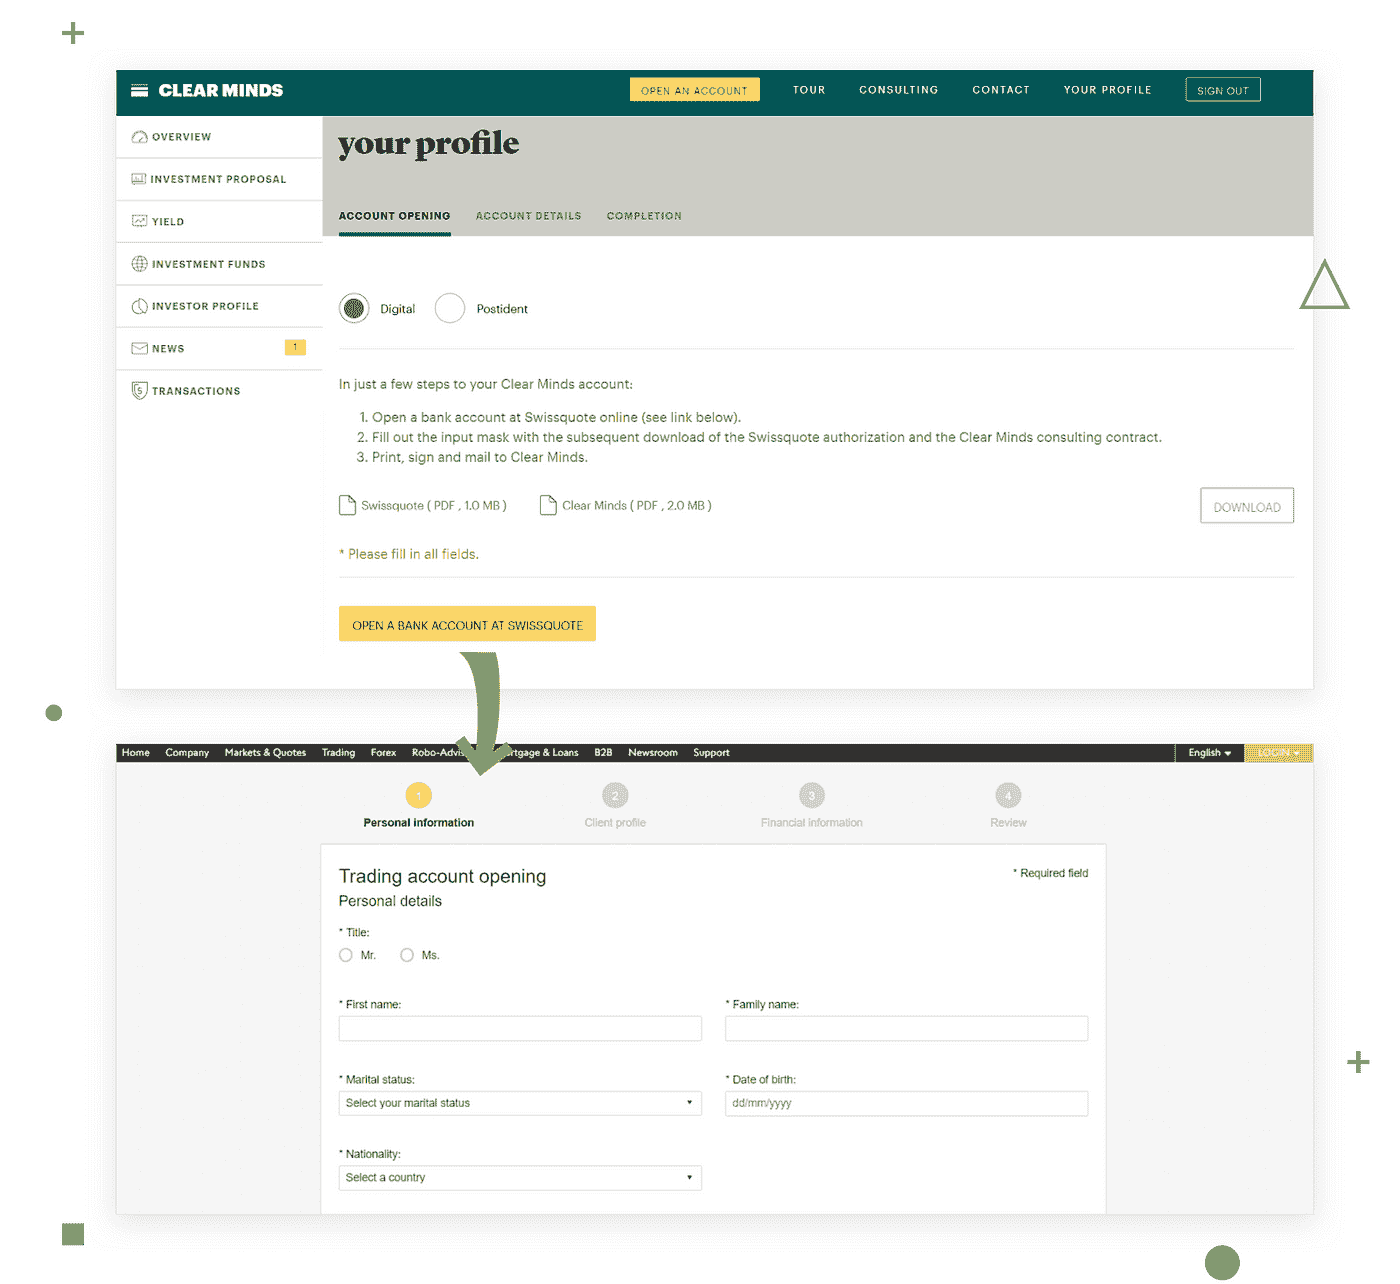 CLEAR MINDS
OPEN AN ACCOUNT
TOUR
CONSULTING
CONTACT
YOUR PROFILE
SIGN OUT
OVERVIEW
INVESTMENT PROPOSAL
YIELD
INVESTMENT FUNDS
INVESTOR PROFILE
NEWS
1
TRANSACTIONS
your profile
ACCOUNT OPENING
ACCOUNT DETAILS
COMPLETION
Digital
Postident
In just a few steps to your Clear Minds account:
1. Open a bank account at Swissquote online (see link below).
2. Fill out the input mask with the subsequent download of the Swissquote authorization and the Clear Minds consulting contract.
3. Print, sign and mail to Clear Minds.
Swissquote ( PDF , 1.0 MB )
Clear Minds ( PDF , 2.0 MB )
DOWNLOAD
* Please fill in all fields.
OPEN A BANK ACCOUNT AT SWISSQUOTE
Home
Company
Markets & Quotes
Trading
Forex
Robo-Advis
rtgage & Loans
B2B
Newsroom
Support
English
1
Personal information
2
Client profile
3
Financial information
4
Review
Trading account opening
* Required field
Personal details
* Title:
Mr.
Ms.
* First name:
* Family name:
* Marital status:
Select your marital status
* Date of birth:
dd/mm/yyyy
* Nationality:
Select a country